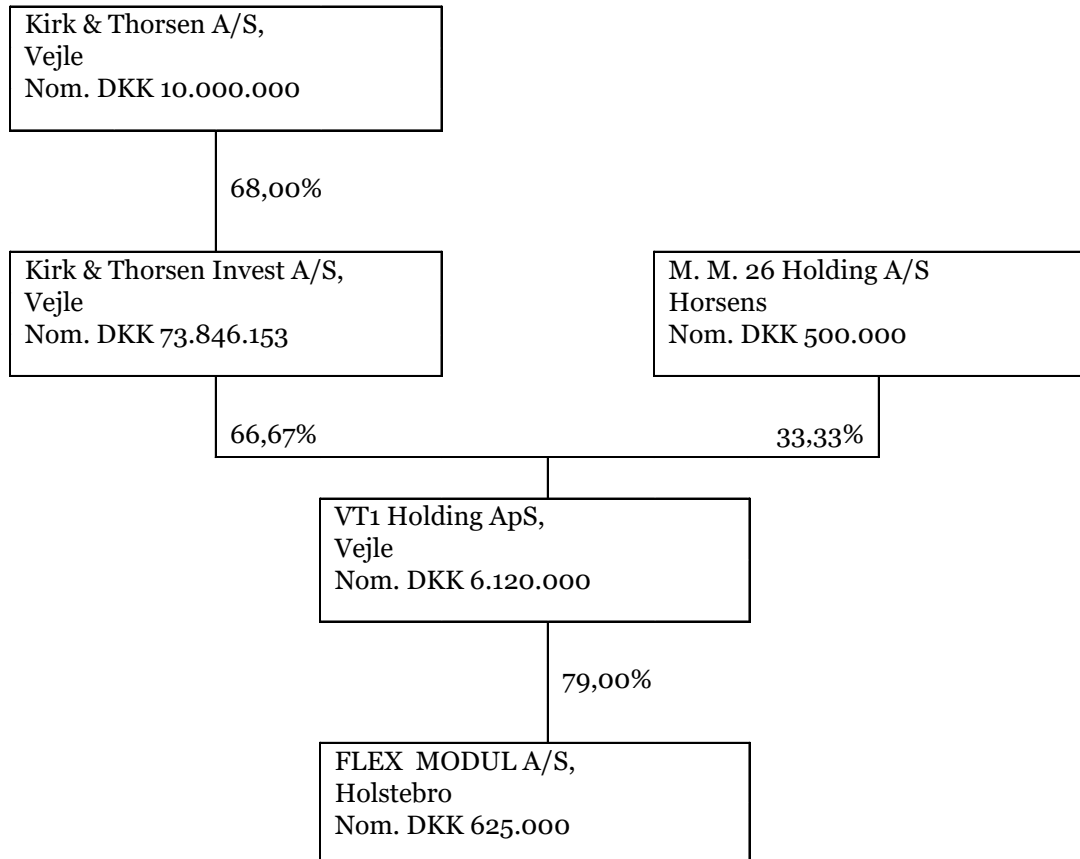 Kirk & Thorsen A/S,
Vejle
Nom. DKK 10.000.000
68,00%
Kirk & Thorsen Invest A/S,
Vejle
Nom. DKK 73.846.153
M. M. 26 Holding A/S
Horsens
Nom. DKK 500.000
66,67%
33,33%
VT1 Holding ApS,
Vejle
Nom. DKK 6.120.000
79,00%
FLEX  MODUL A/S,
Holstebro
Nom. DKK 625.000